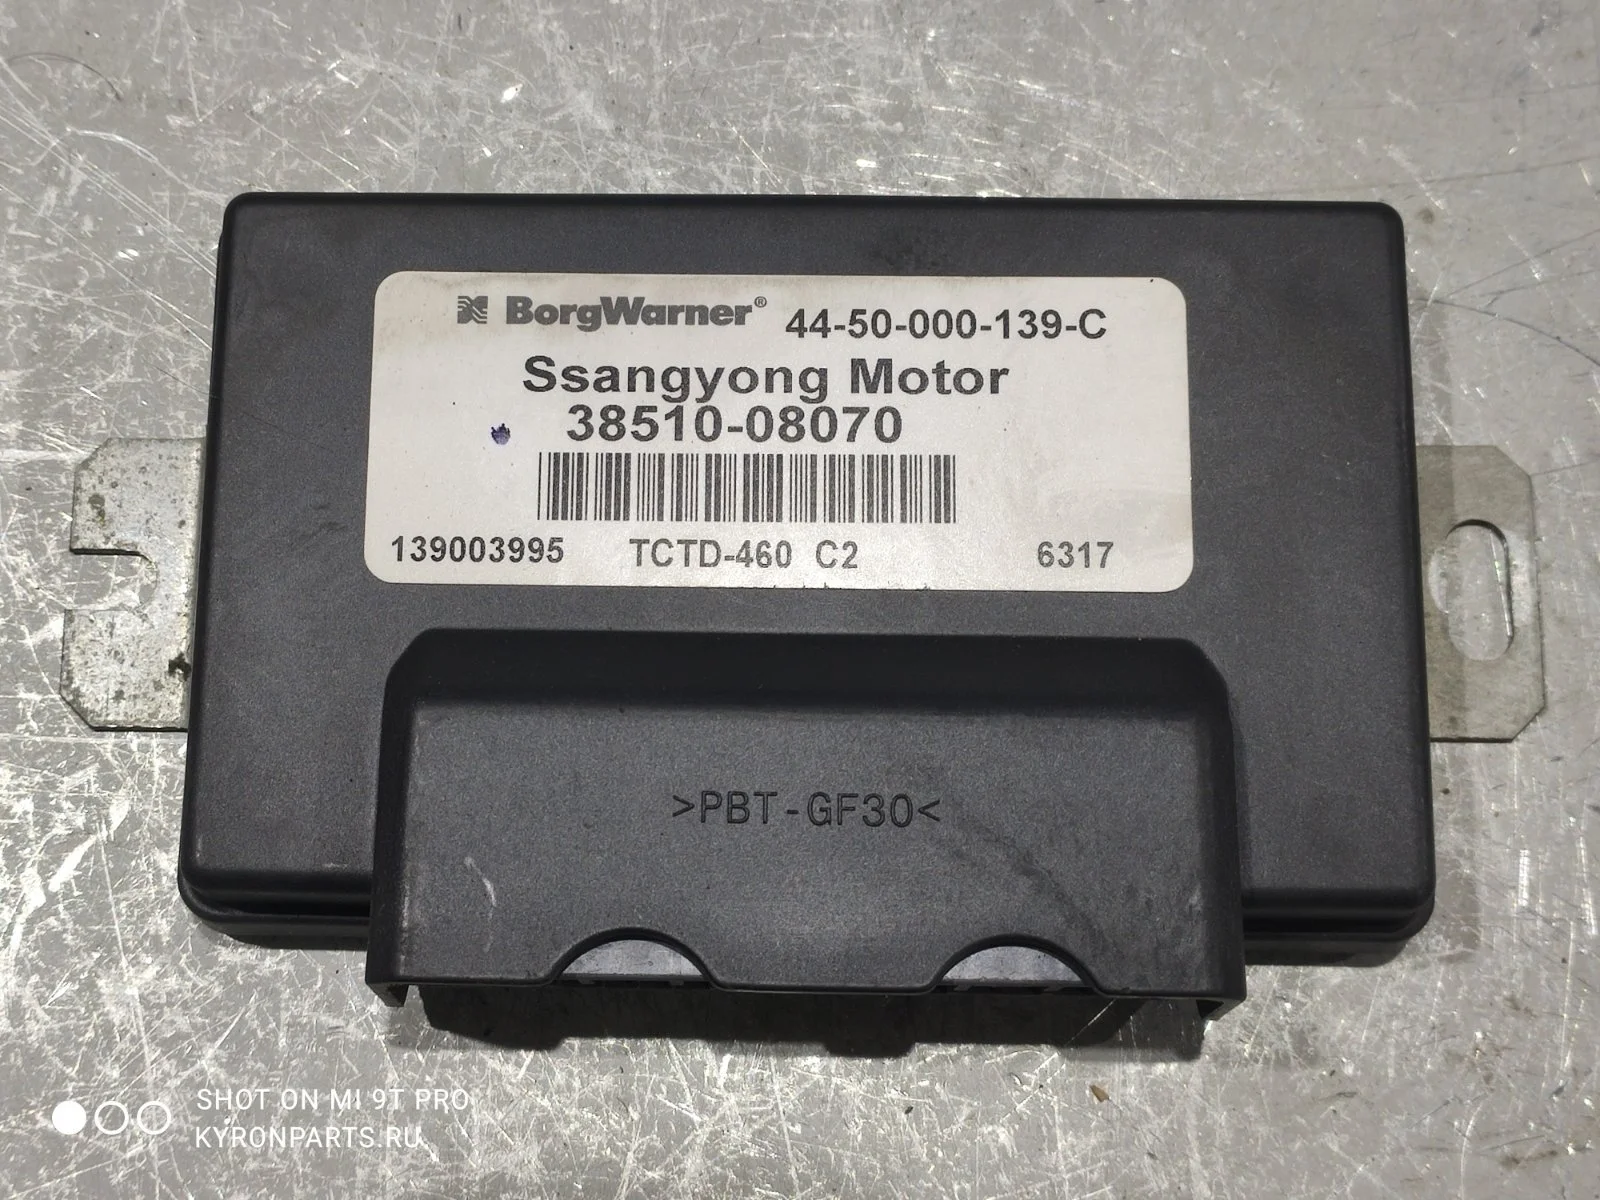 BorgWarner® 44-50-000-139-C
Ssangyong Motor
38510-08070
139003995 TCTD-460 C2 6317
>PBT-GF30<
SHOT ON MI 9T PRO
KYRONPARTS.RU